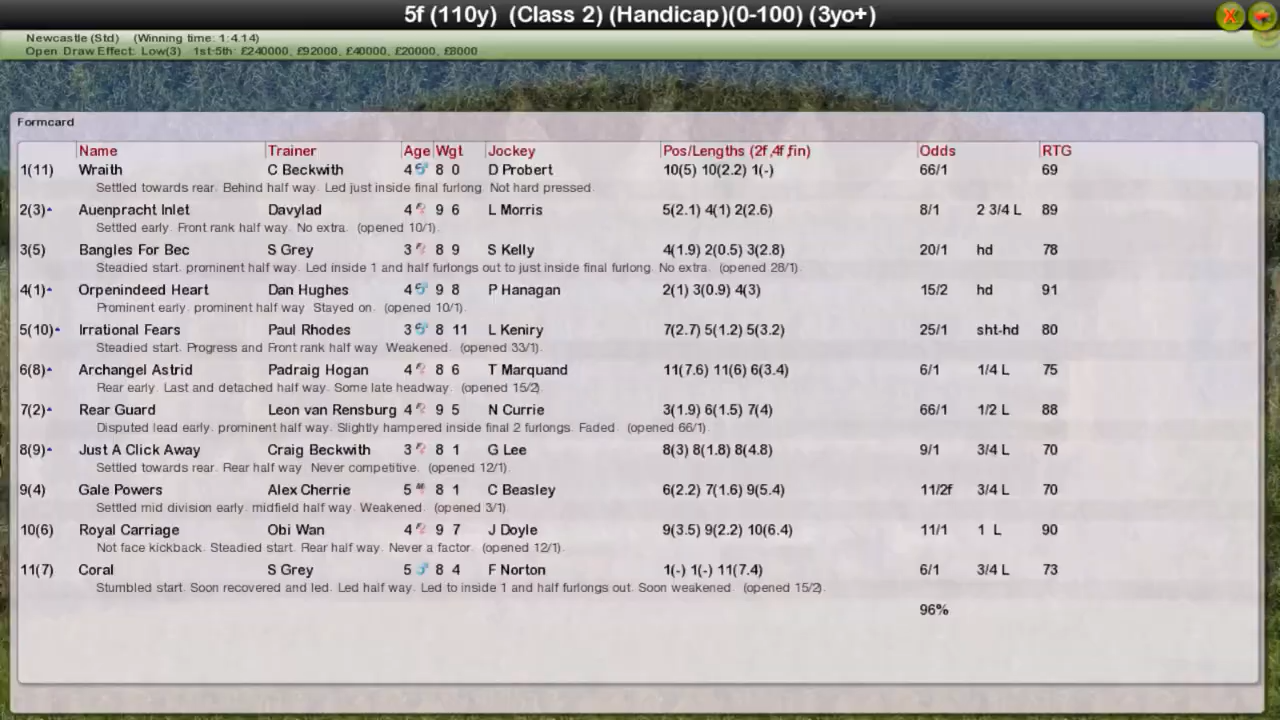 5f (110y) (Class 2) (Handicap)(0-100) (3yo+)
Newcastle (Std) (Winning time: 1:4.14)
Open Draw Effect: Low(3) 1st-5th: £240000, £92000, £40000, £20000, £8000
Formcard
Name Trainer Age Wgt Jockey Pos/Lengths (2f,4f,fin) Odds RTG
1(11) Wraith C Beckwith 4 8 0 D Probert 10(5) 10(2.2) 1(-) 66/1 69
Settled towards rear. Behind half way. Led just inside final furlong. Not hard pressed.
2(3) Auenpracht Inlet Davylad 4 9 6 L Morris 5(2.1) 4(1) 2(2.6) 8/1 2 3/4 L 89
Settled early. Front rank half way. No extra. (opened 10/1).
3(5) Bangles For Bec S Grey 3 8 9 S Kelly 4(1.9) 2(0.5) 3(2.8) 20/1 hd 78
Steadied start. prominent half way. Led inside 1 and half furlongs out to just inside final furlong. No extra. (opened 28/1).
4(1) Orpenindeed Heart Dan Hughes 4 9 8 P Hanagan 2(1) 3(0.9) 4(3) 15/2 hd 91
Prominent early. prominent half way. Stayed on. (opened 10/1).
5(10) Irrational Fears Paul Rhodes 3 8 11 L Keniry 7(2.7) 5(1.2) 5(3.2) 25/1 sht-hd 80
Steadied start. Progress and Front rank half way. Weakened. (opened 33/1).
6(8) Archangel Astrid Padraig Hogan 4 8 6 T Marquand 11(7.6) 11(6) 6(3.4) 6/1 1/4 L 75
Rear early. Last and detached half way. Some late headway. (opened 15/2).
7(2) Rear Guard Leon van Rensburg 4 9 5 N Currie 3(1.9) 6(1.5) 7(4) 66/1 1/2 L 88
Disputed lead early. prominent half way. Slightly hampered inside final 2 furlongs. Faded. (opened 66/1).
8(9) Just A Click Away Craig Beckwith 3 8 1 G Lee 8(3) 8(1.8) 8(4.8) 9/1 3/4 L 70
Settled towards rear. Rear half way. Never competitive. (opened 12/1).
9(4) Gale Powers Alex Cherrie 5 8 1 C Beasley 6(2.2) 7(1.6) 9(5.4) 11/2f 3/4 L 70
Settled mid division early. midfield half way. Weakened. (opened 3/1).
10(6) Royal Carriage Obi Wan 4 9 7 J Doyle 9(3.5) 9(2.2) 10(6.4) 11/1 1 L 90
Not face kickback. Steadied start. Rear half way. Never a factor. (opened 12/1).
11(7) Coral S Grey 5 8 4 F Norton 1(-) 1(-) 11(7.4) 6/1 3/4 L 73
Stumbled start. Soon recovered and led. Led half way. Led to inside 1 and half furlongs out. Soon weakened. (opened 15/2).
96%